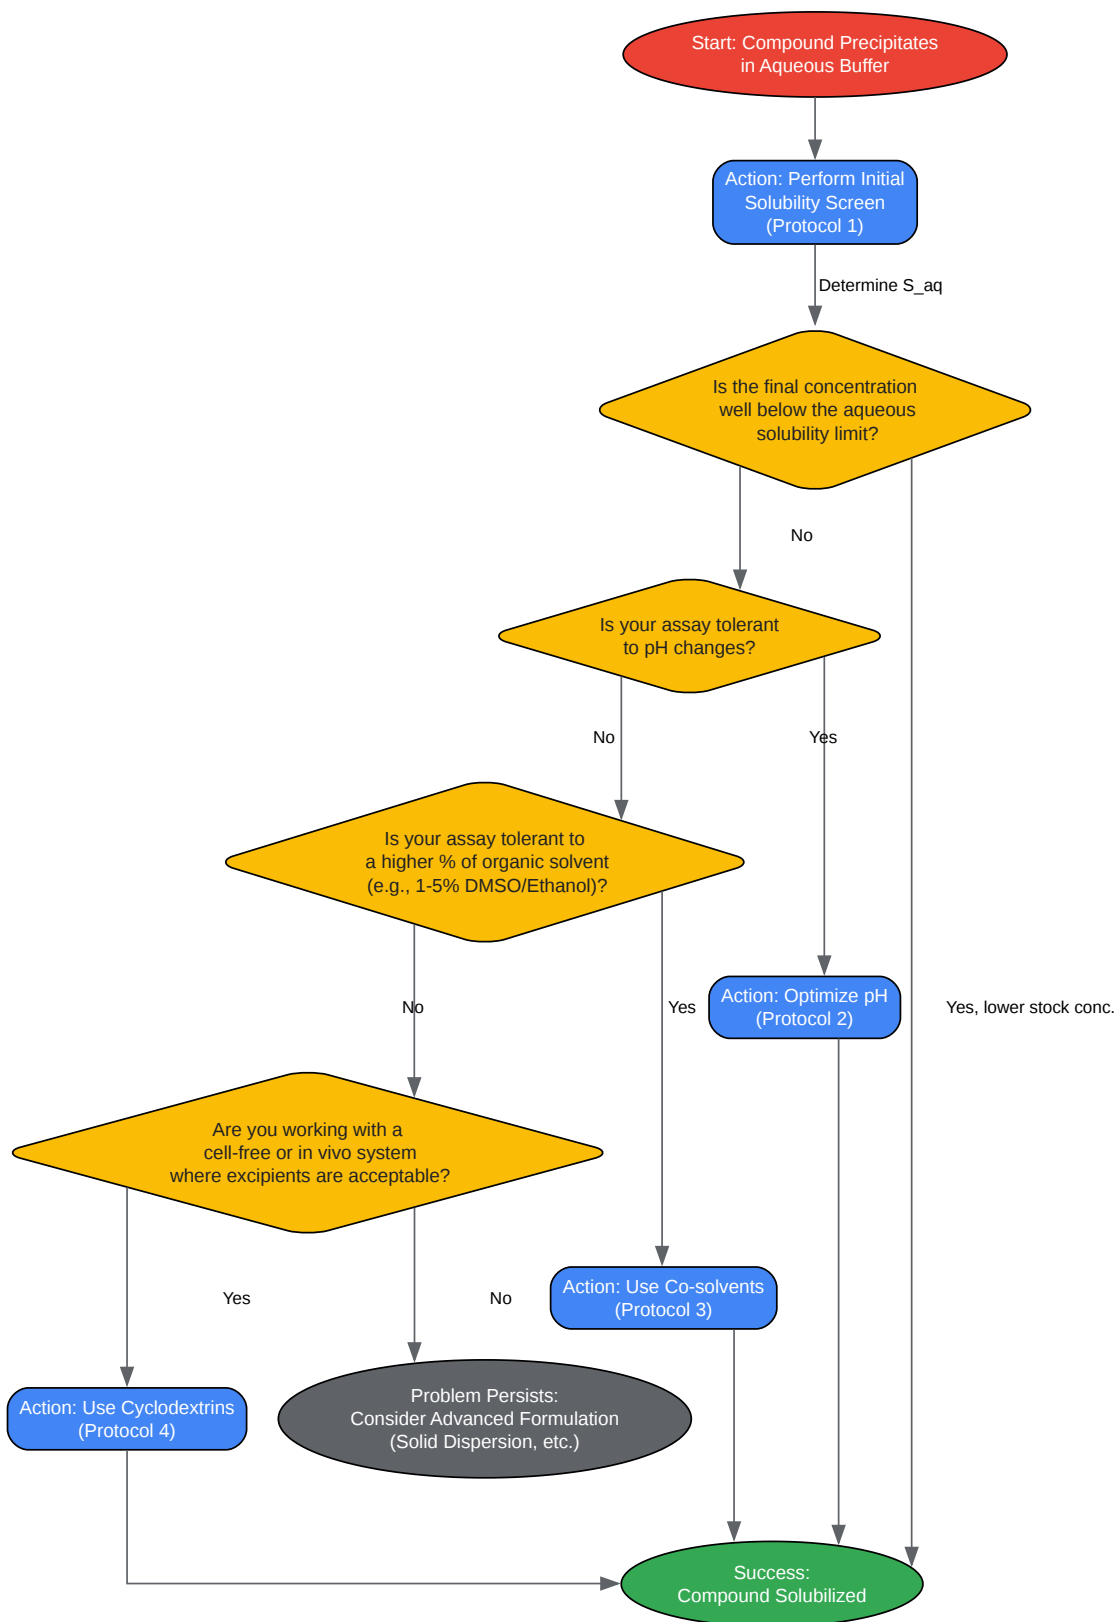 Start: Compound Precipitates
in Aqueous Buffer
Action: Perform Initial
Solubility Screen
(Protocol 1)
Determine S_aq
Is the final concentration
well below the aqueous
solubility limit?
No
Is your assay tolerant
to pH changes?
No
Yes
Is your assay tolerant to
a higher % of organic solvent
(e.g., 1-5% DMSO/Ethanol)?
No
Yes
Action: Optimize pH
(Protocol 2)
Yes, lower stock conc.
Are you working with a
cell-free or in vivo system
where excipients are acceptable?
Yes
No
Action: Use Co-solvents
(Protocol 3)
Action: Use Cyclodextrins
(Protocol 4)
Problem Persists:
Consider Advanced Formulation
(Solid Dispersion, etc.)
Success:
Compound Solubilized